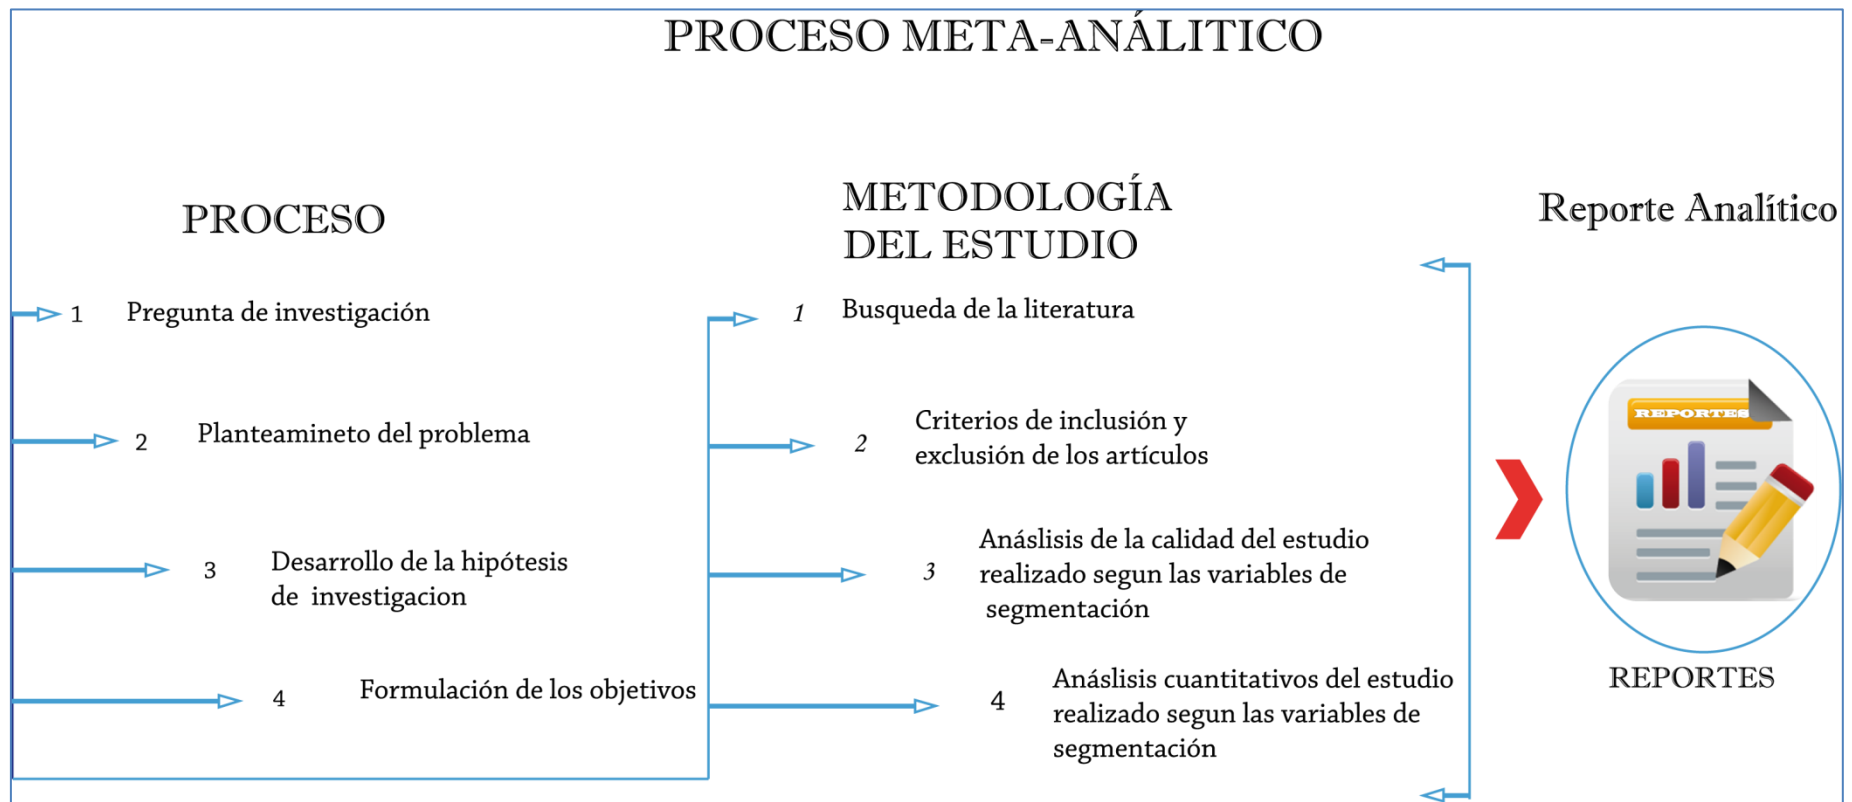 PROCESO META-ANÁLITICO
PROCESO
1 Pregunta de investigación
2 Planteamineto del problema
3 Desarrollo de la hipótesis
de investigacion
4 Formulación de los objetivos
METODOLOGÍA
DEL ESTUDIO
1 Busqueda de la literatura
2 Criterios de inclusión y
exclusión de los artículos
3 Anáslisis de la calidad del estudio
realizado segun las variables de
segmentación
4 Anáslisis cuantitativos del estudio
realizado segun las variables de
segmentación
Reporte Analítico
REPORTES
REPORTES